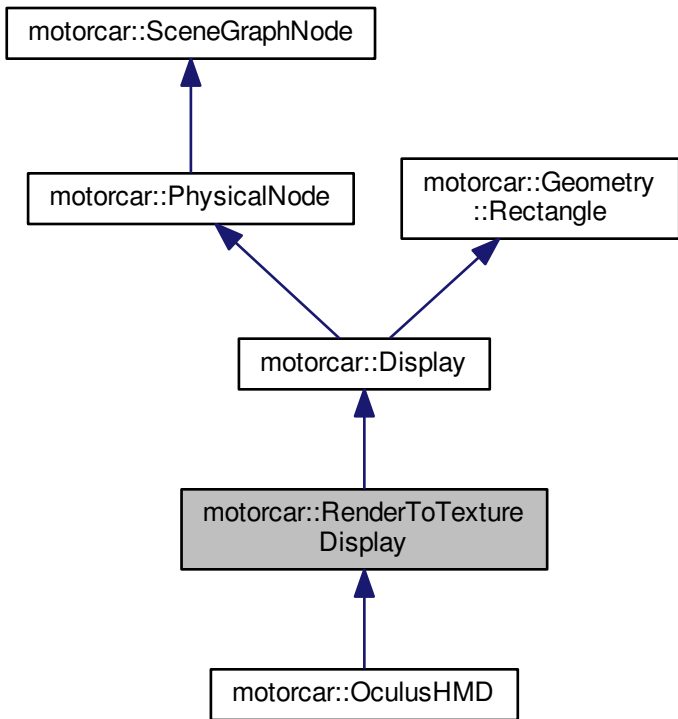 motorcar::SceneGraphNode
motorcar::PhysicalNode
motorcar::Geometry
::Rectangle
motorcar::Display
motorcar::RenderToTexture
Display
motorcar::OculusHMD